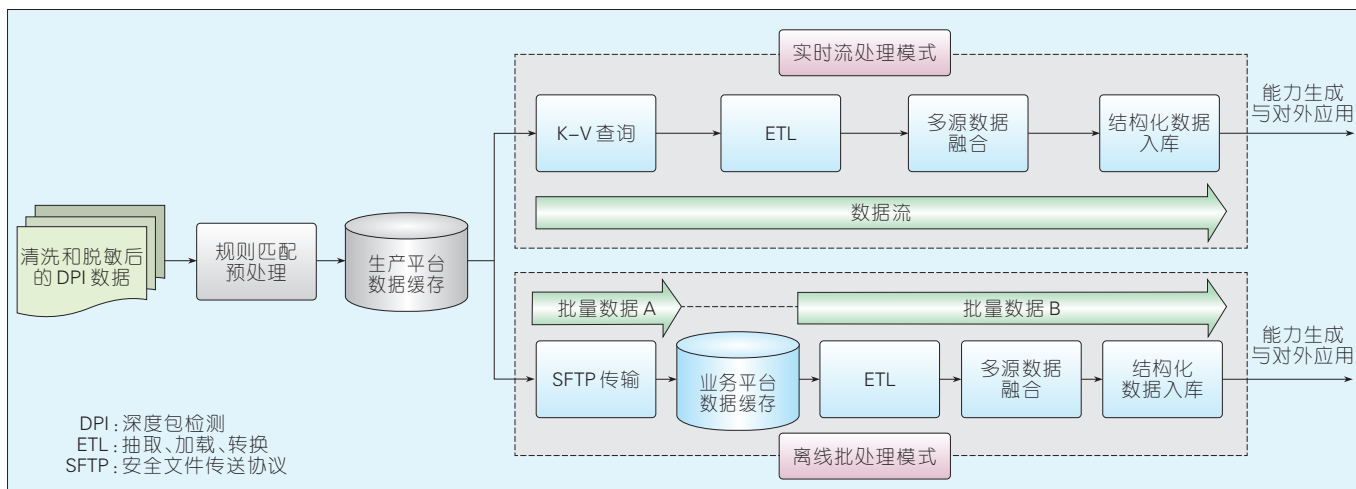 实时流处理模式
K–V 查询
ETL
多源数据
融合
结构化数据
入库
能力生成
与对外应用
数据流
清洗和脱敏后
的 DPI 数据
规则匹配
预处理
生产平台
数据缓存
批量数据 A
批量数据 B
SFTP 传输
业务平台
数据缓存
ETL
多源数据
融合
结构化
数据入库
能力生成
与对外应用
离线批处理模式
DPI：深度包检测
ETL：抽取、加载、转换
SFTP：安全文件传送协议